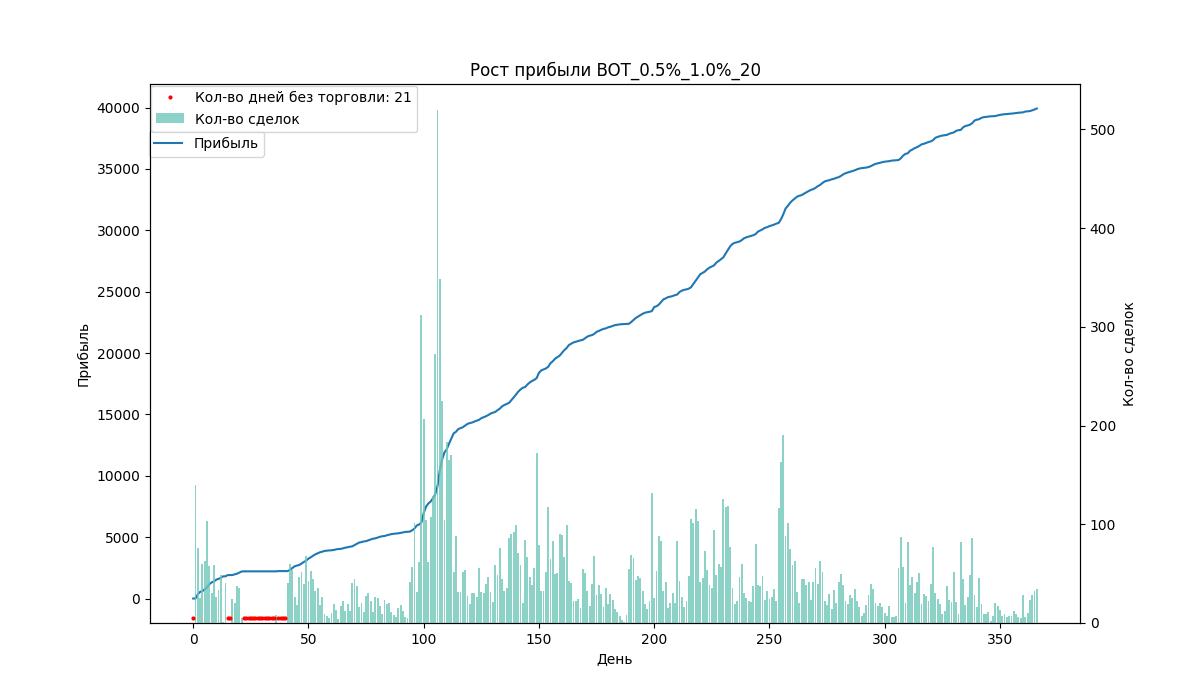 Рост прибыли BOT_0.5%_1.0%_20
Кол-во дней без торговли: 21
Кол-во сделок
Прибыль
40000
35000
30000
25000
20000
15000
10000
5000
0
Прибыль
500
400
300
200
100
0
Кол-во сделок
0 50 100 150 200 250 300 350
День